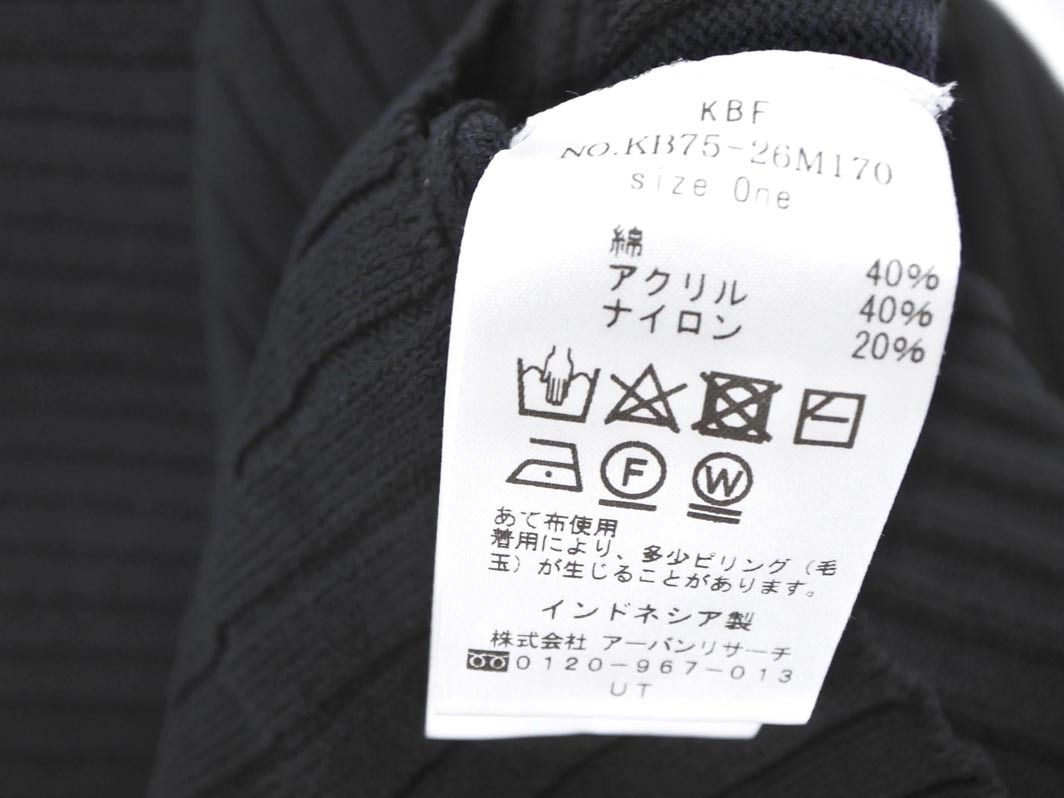 KBF
NO.KB75-26M170
size One
綿 40%
アクリル 40%
ナイロン 20%
F W
あて布使用
着用により、多少ピリング（毛
玉）が生じることがあります。
インドネシア製
株式会社 アーバンリサーチ
0120-967-013
UT